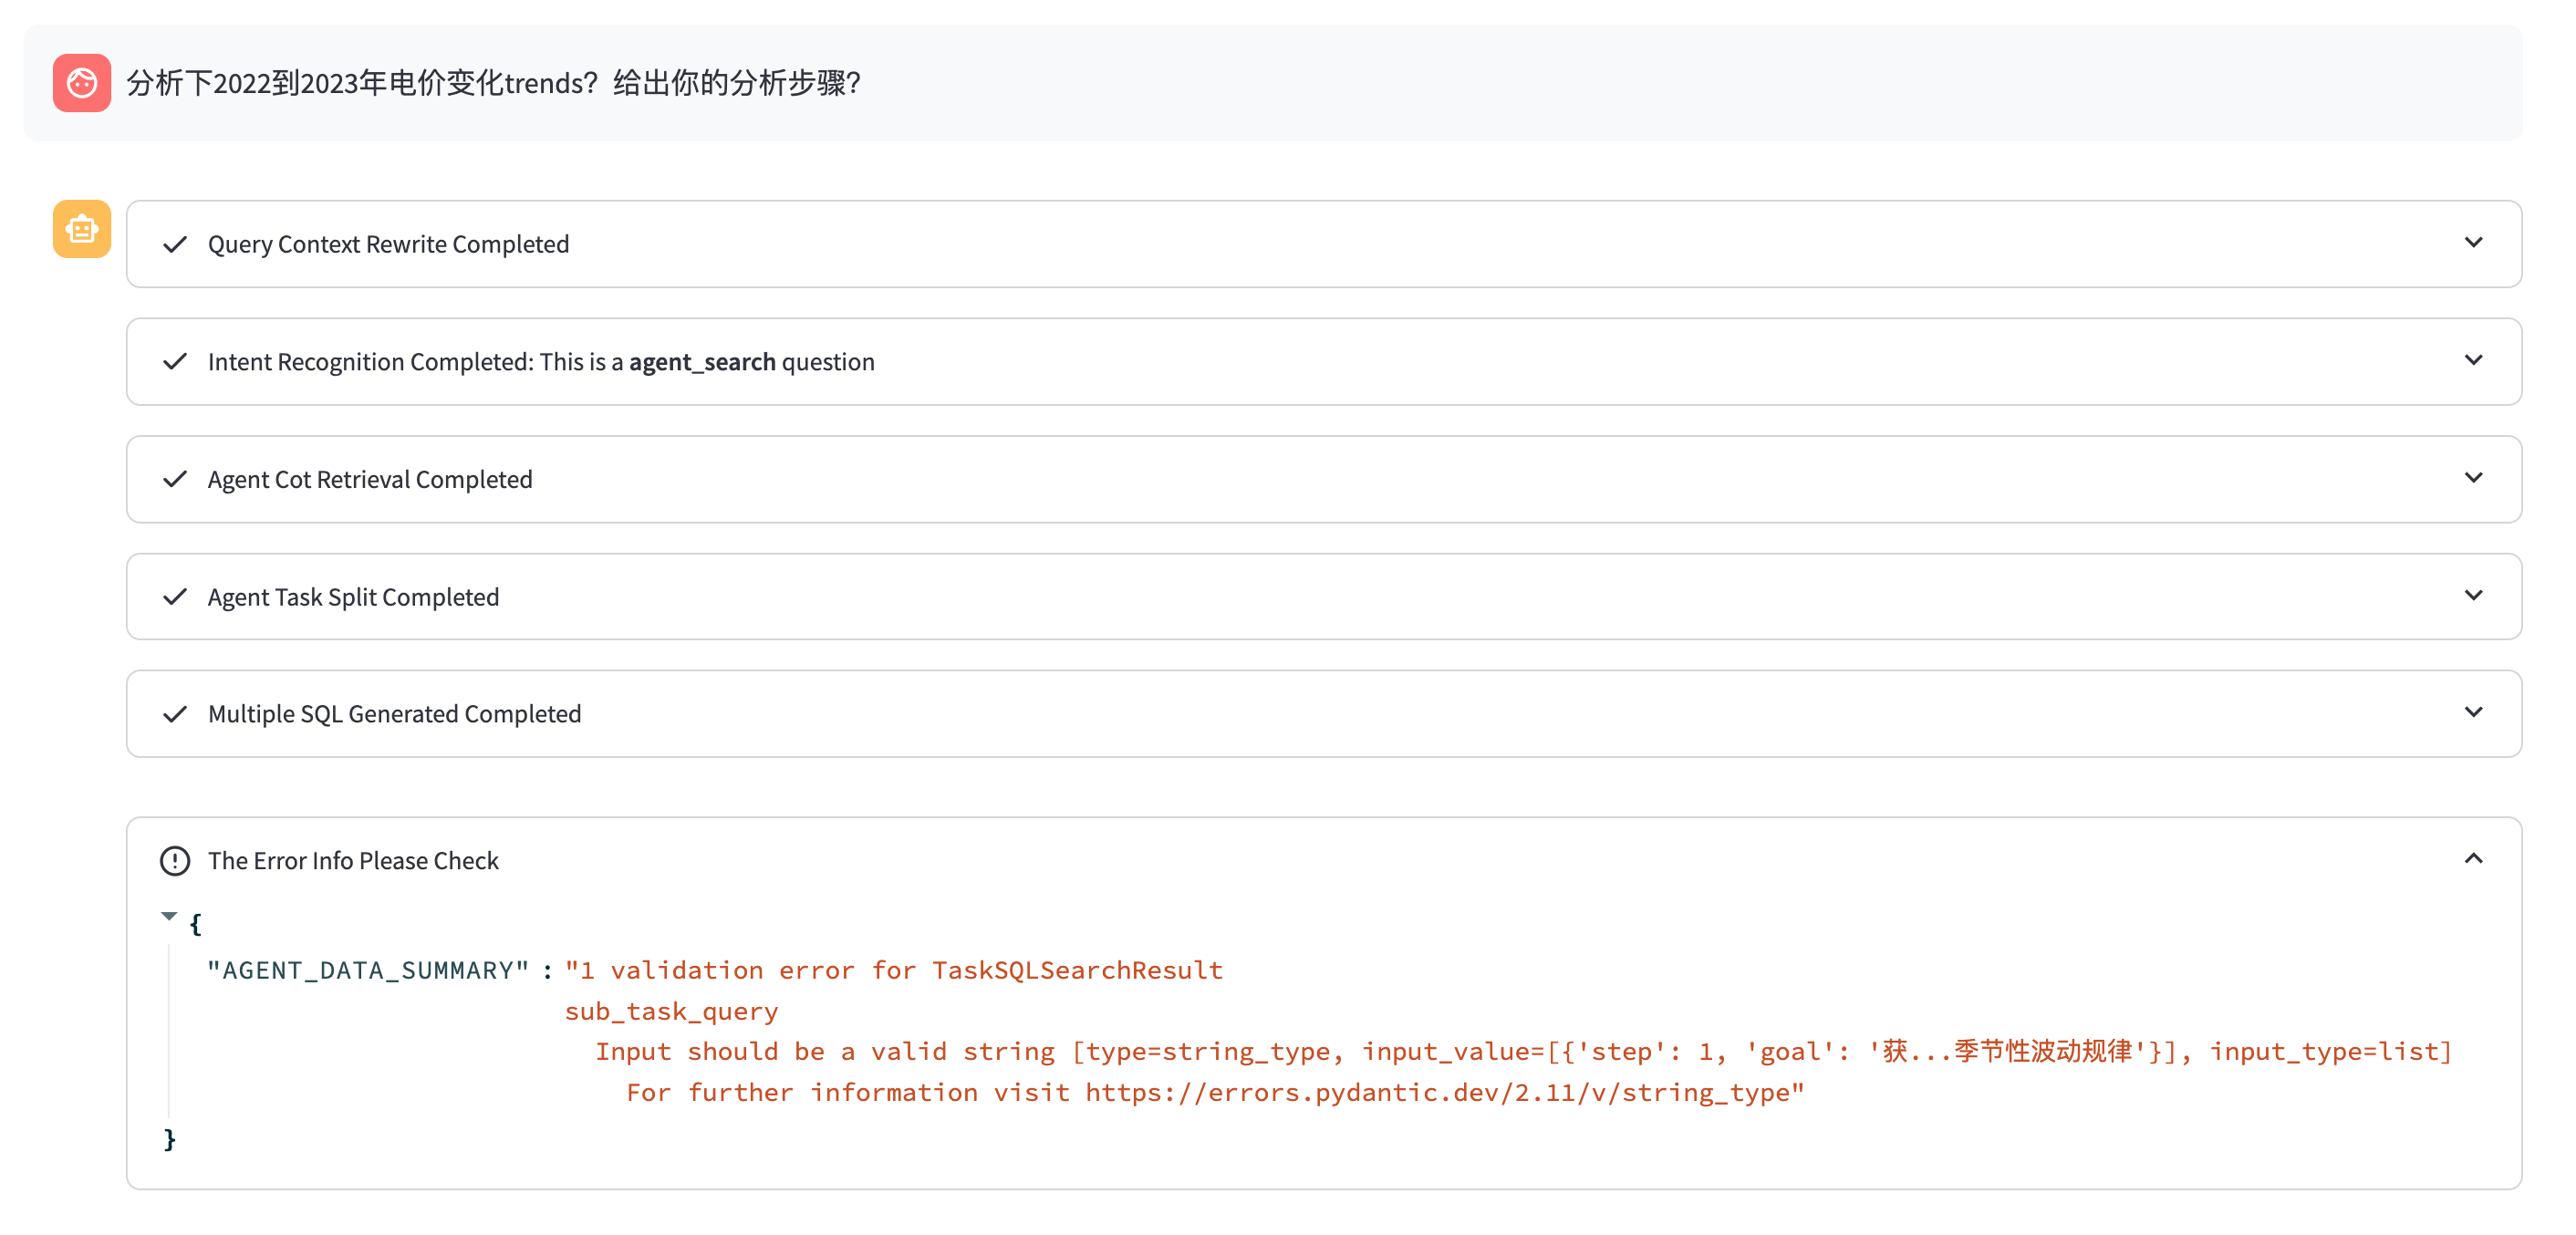 分析下2022到2023年电价变化trends？给出你的分析步骤？
Query Context Rewrite Completed
Intent Recognition Completed: This is a agent_search question
Agent Cot Retrieval Completed
Agent Task Split Completed
Multiple SQL Generated Completed
The Error Info Please Check
{
"AGENT_DATA_SUMMARY" : "1 validation error for TaskSQLSearchResult
sub_task_query
Input should be a valid string [type=string_type, input_value=[{'step': 1, 'goal': '获...季节性波动规律'}], input_type=list]
For further information visit https://errors.pydantic.dev/2.11/v/string_type"
}